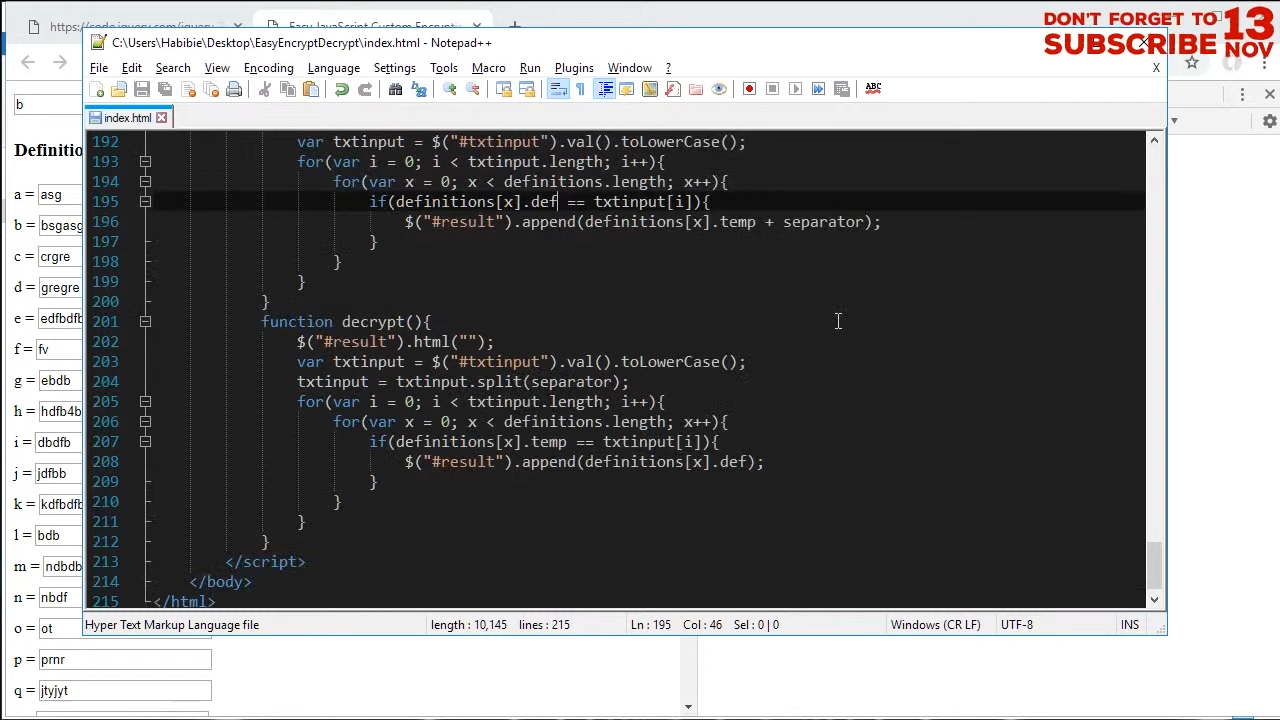 https://code.jquery.com/jquery
Easy JavaScript Custom Encrypt
DON'T FORGET TO
SUBSCRIBE
13
NOV
C:\Users\Habibie\Desktop\EasyEncryptDecrypt\index.html - Notepad++
File Edit Search View Encoding Language Settings Tools Macro Run Plugins Window ? X
index.html
b
Definitio
a = asg
b = bsgasg
c = crgre
d = gregre
e = edfbdfb
f = fv
g = ebdb
h = hdfb4b
i = dbdfb
j = jdfbb
k = kdfbdfb
l = bdb
m = ndbdb
n = nbdf
o = ot
p = prnr
q = jtyjyt
192 var txtinput = $("#txtinput").val().toLowerCase();
193 for(var i = 0; i < txtinput.length; i++){
194 for(var x = 0; x < definitions.length; x++){
195 if(definitions[x].def == txtinput[i]){
196 $("#result").append(definitions[x].temp + separator);
197 }
198 }
199 }
200 }
201 function decrypt(){
202 $("#result").html("");
203 var txtinput = $("#txtinput").val().toLowerCase();
204 txtinput = txtinput.split(separator);
205 for(var i = 0; i < txtinput.length; i++){
206 for(var x = 0; x < definitions.length; x++){
207 if(definitions[x].temp == txtinput[i]){
208 $("#result").append(definitions[x].def);
209 }
210 }
211 }
212 }
213 </script>
214 </body>
215 </html>
Hyper Text Markup Language file length : 10,145 lines : 215 Ln : 195 Col : 46 Sel : 0 | 0 Windows (CR LF) UTF-8 INS